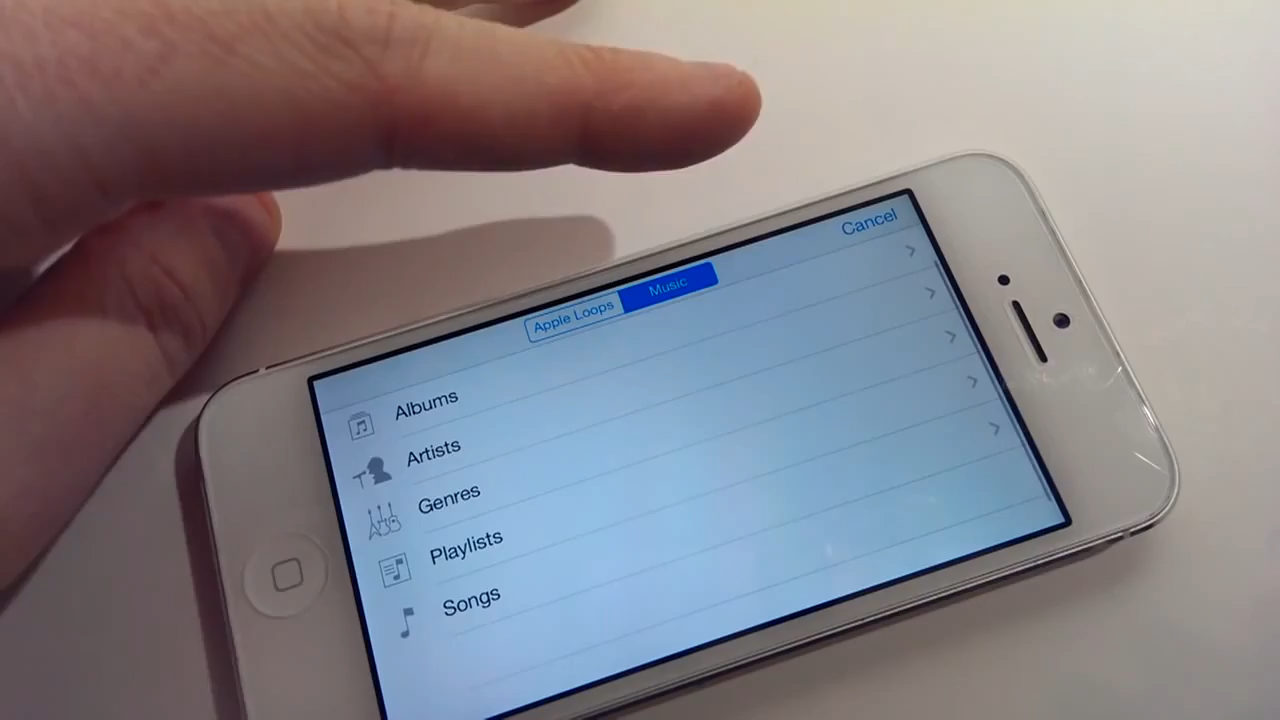 Cancel
Apple Loops Music
Albums
Artists
Genres
Playlists
Songs